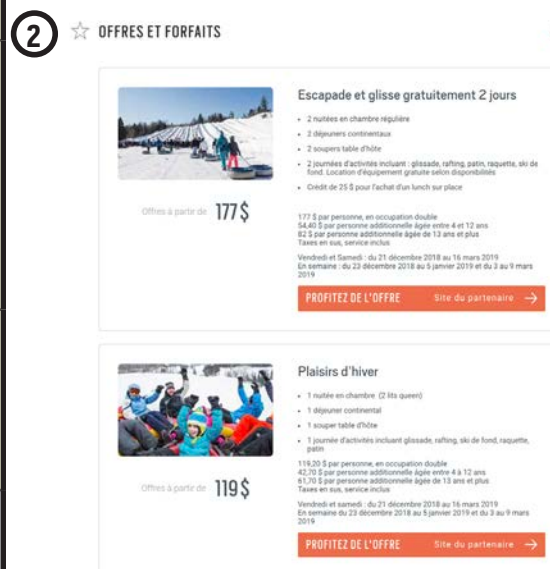 2
OFFRES ET FORFAITS
Escapade et glisse gratuitement 2 jours
• 2 nuitées en chambre régulière
• 2 déjeuners continentaux
• 2 soupers table d'hôte
• 2 journées d'activités incluant : glissade, rafting, patin, raquette, ski de
fond. Location d'équipement gratuite selon disponibilités
• Crédit de 25 $ pour l'achat d'un lunch sur place
Offres à partir de 177 $
177 $ par personne, en occupation double
54,40 $ par personne additionnelle âgée entre 4 et 12 ans
82 $ par personne additionnelle âgée de 13 ans et plus
Taxes en sus, service inclus
Vendredi et Samedi : du 21 décembre 2018 au 16 mars 2019
En semaine : du 23 décembre 2018 au 5 janvier 2019 et du 3 au 9 mars
2019
PROFITEZ DE L'OFFRE Site du partenaire →
Plaisirs d'hiver
• 1 nuitée en chambre (2 lits queen)
• 1 déjeuner continental
• 1 souper table d'hôte
• 1 journée d'activités incluant glissade, rafting, ski de fond, raquette,
patin
Offres à partir de 119 $
119,20 $ par personne, en occupation double
42,70 $ par personne additionnelle âgée entre 4 à 12 ans
61,70 $ par personne additionnelle âgée de 13 ans et plus
Taxes en sus, service inclus
Vendredi et samedi : du 21 décembre 2018 au 16 mars 2019
En semaine du 23 décembre 2018 au 5 janvier 2019 et du 3 au 9 mars
2019
PROFITEZ DE L'OFFRE Site du partenaire →